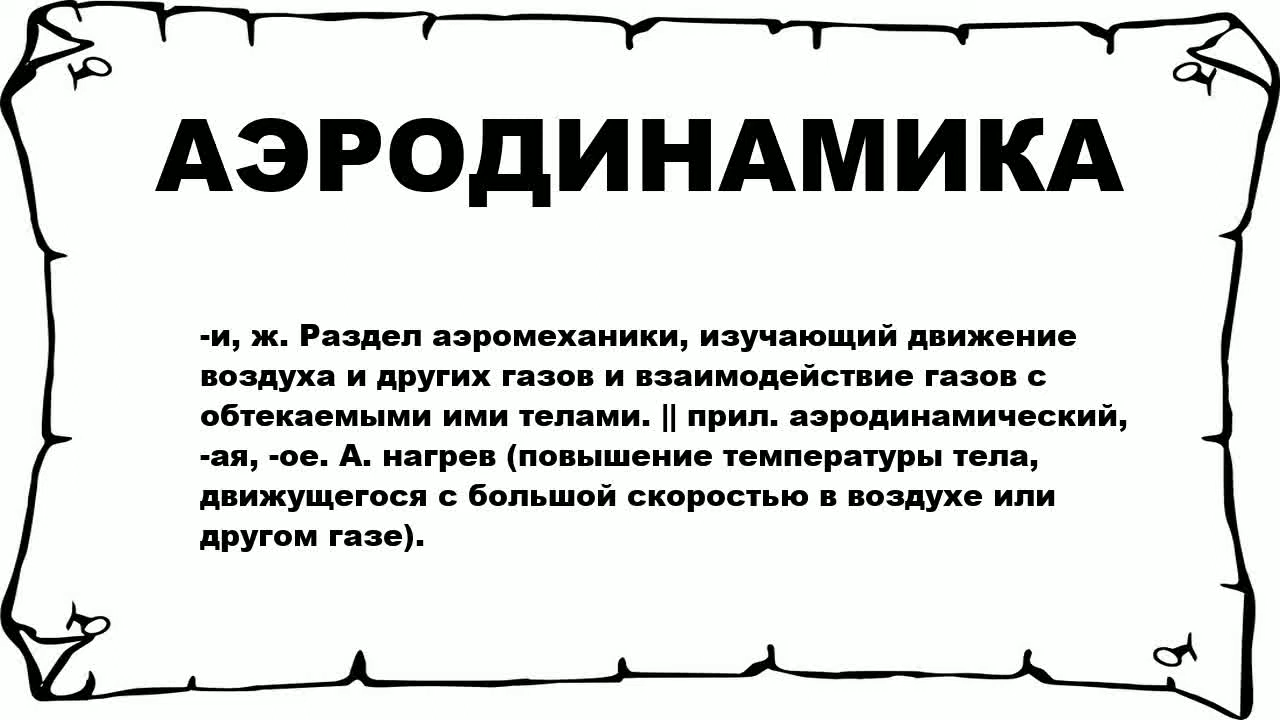 АЭРОДИНАМИКА
-и, ж. Раздел аэромеханики, изучающий движение
воздуха и других газов и взаимодействие газов с
обтекаемыми ими телами. || прил. аэродинамический,
-ая, -ое. А. нагрев (повышение температуры тела,
движущегося с большой скоростью в воздухе или
другом газе).